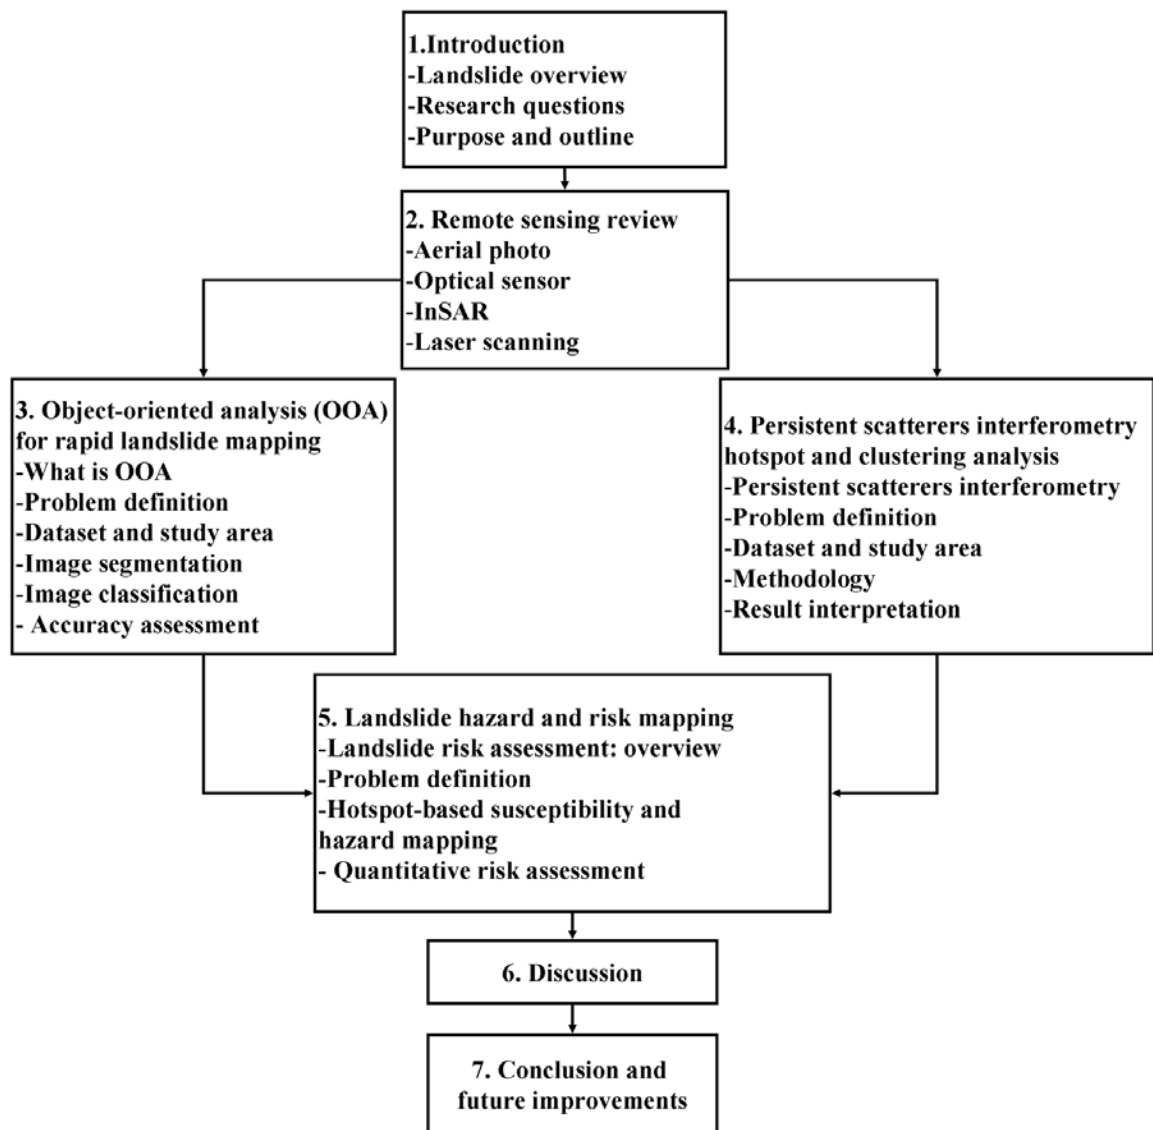 1.Introduction
-Landslide overview
-Research questions
-Purpose and outline
2. Remote sensing review
-Aerial photo
-Optical sensor
-InSAR
-Laser scanning
3. Object-oriented analysis (OOA)
for rapid landslide mapping
-What is OOA
-Problem definition
-Dataset and study area
-Image segmentation
-Image classification
- Accuracy assessment
4. Persistent scatterers interferometry
hotspot and clustering analysis
-Persistent scatterers interferometry
-Problem definition
-Dataset and study area
-Methodology
-Result interpretation
5. Landslide hazard and risk mapping
-Landslide risk assessment: overview
-Problem definition
-Hotspot-based susceptibility and
hazard mapping
- Quantitative risk assessment
6. Discussion
7. Conclusion and
future improvements